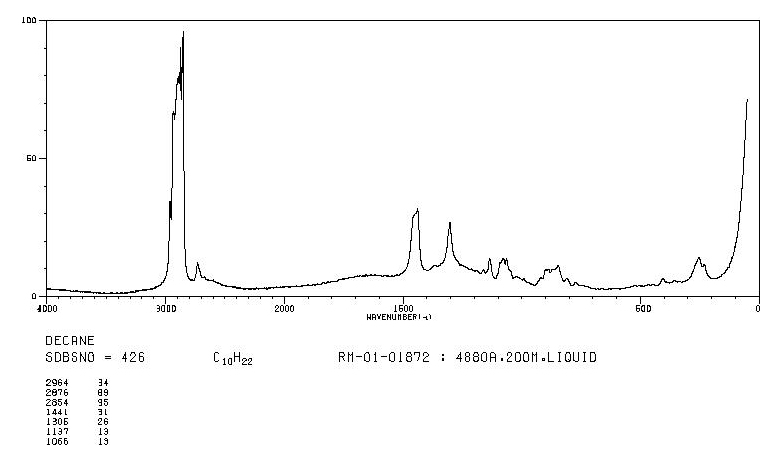 100
50
0
4000 3000 2000 1500 500 0
WAVENUMBER(-1)
DECANE
SDBSNO = 426 C10H22 RM-01-01872 : 4880A,200M,LIQUID
2964 34
2876 89
2854 95
1441 31
1305 26
1137 13
1066 13